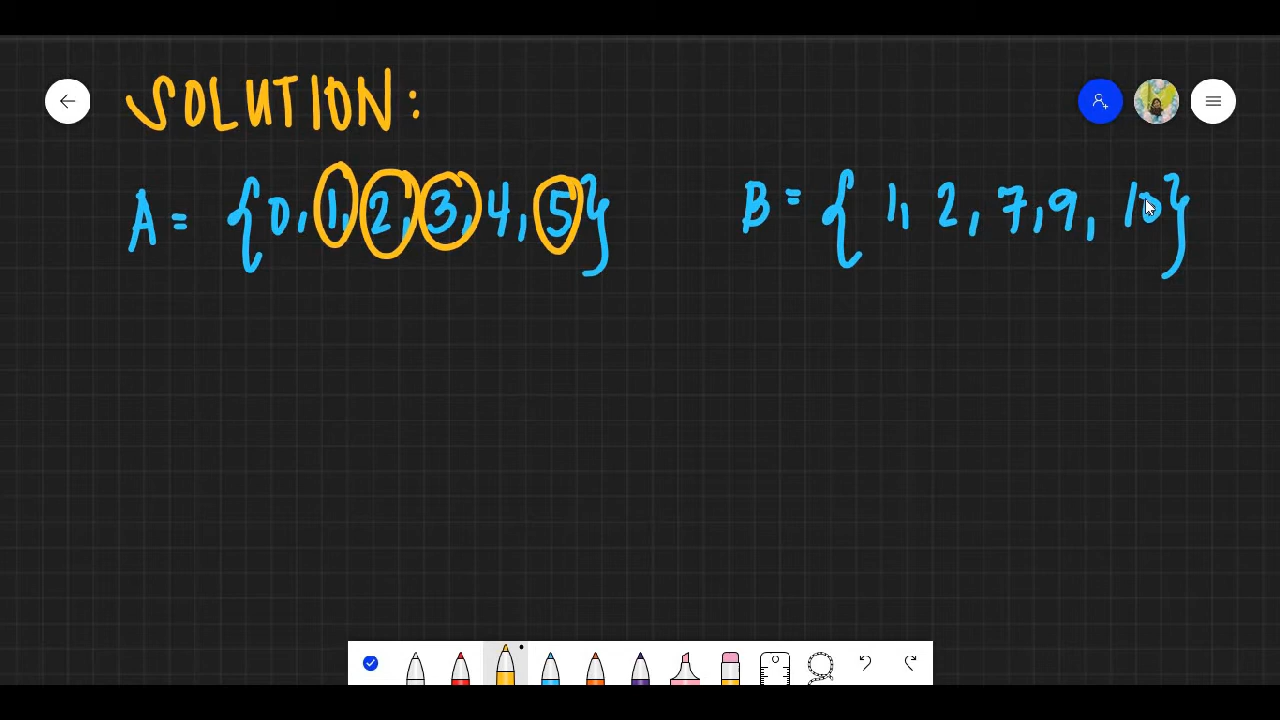 SOLUTION:
A = {0, 1, 2, 3, 4, 5} B = { 1, 2, 7, 9, 10}